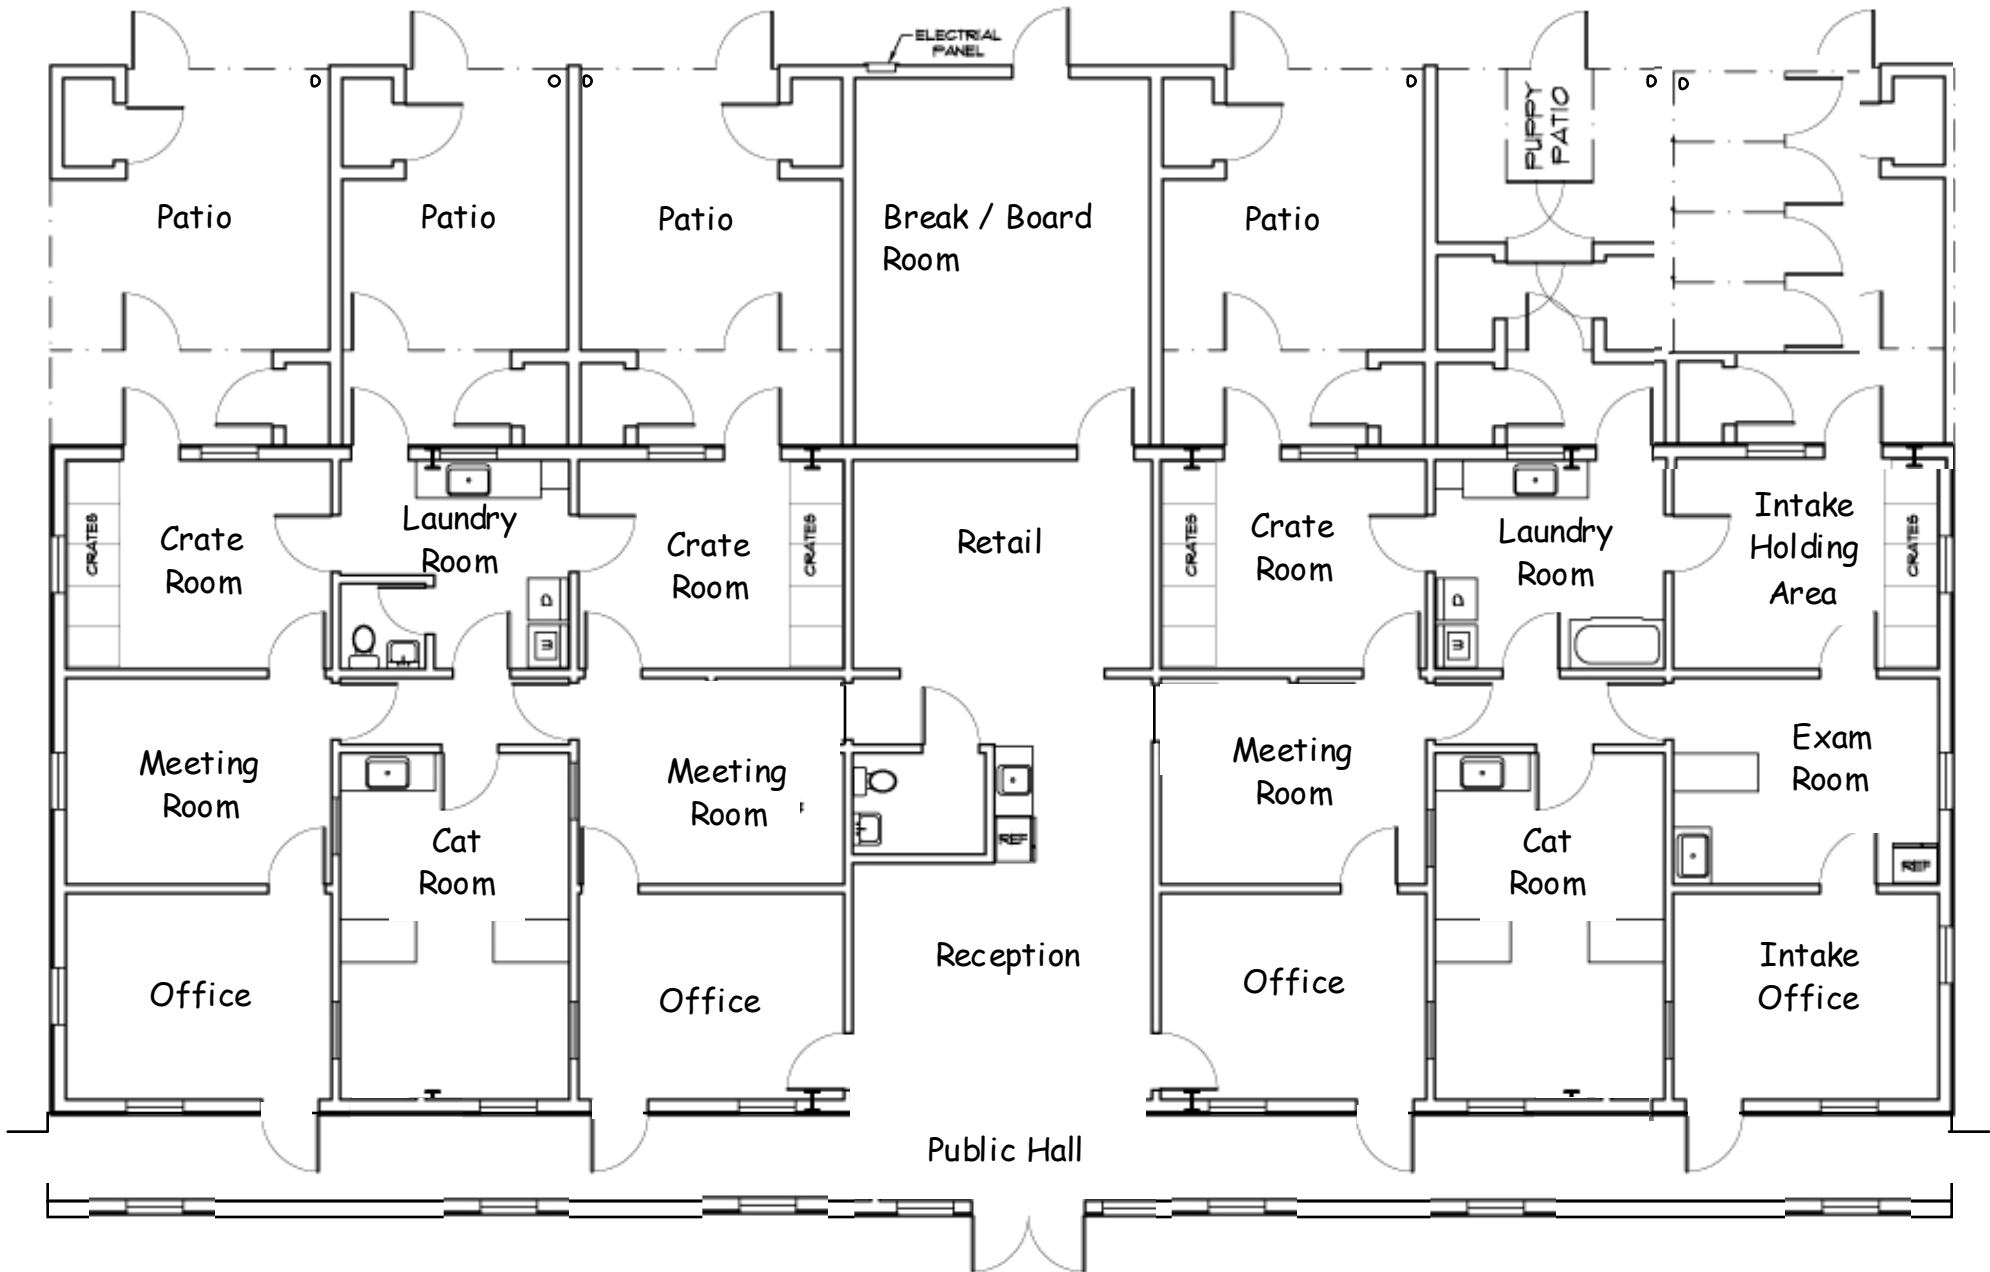 ELECTRIAL
PANEL
PUPPY
PATIO
Patio
Patio
Patio
Break / Board
Room
Patio
CRATES
Crate
Room
Laundry
Room
Crate
Room
CRATES
Retail
CRATES
Crate
Room
Laundry
Room
Intake
Holding
Area
CRATES
D
W
D
W
Meeting
Room
Meeting
Room
Meeting
Room
Exam
Room
Cat
Room
REF
Cat
Room
REF
Office
Office
Reception
Office
Intake
Office
Public Hall